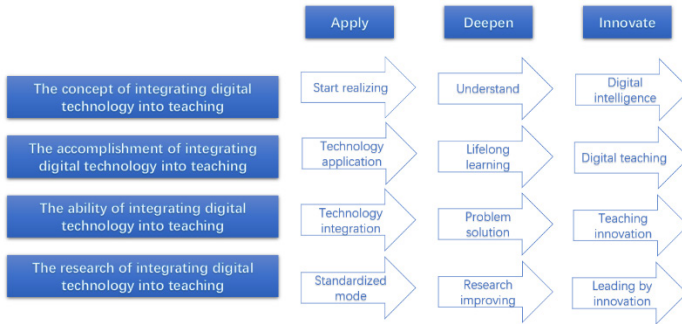 Apply
Deepen
Innovate
The concept of integrating digital
technology into teaching
Start realizing
Understand
Digital
intelligence
The accomplishment of integrating
digital technology into teaching
Technology
application
Lifelong
learning
Digital teaching
The ability of integrating digital
technology into teaching
Technology
integration
Problem
solution
Teaching
innovation
The research of integrating digital
technology into teaching
Standardized
mode
Research
improving
Leading by
innovation